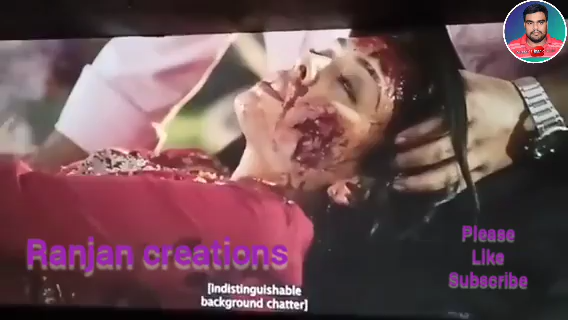 Ranjan creations
Please
Like
Subscribe
[indistinguishable
background chatter]